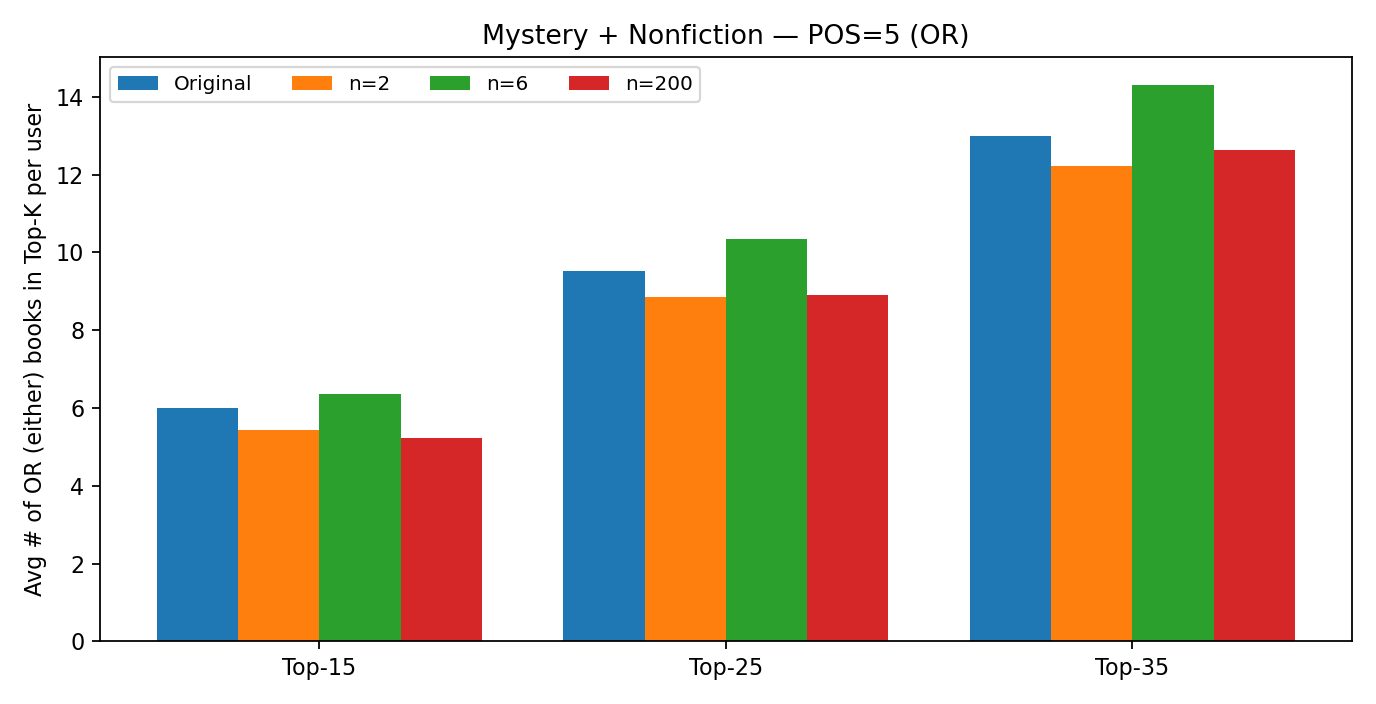 Mystery + Nonfiction — POS=5 (OR)
Original n=2 n=6 n=200
Avg # of OR (either) books in Top-K per user
14
12
10
8
6
4
2
0
Top-15 Top-25 Top-35